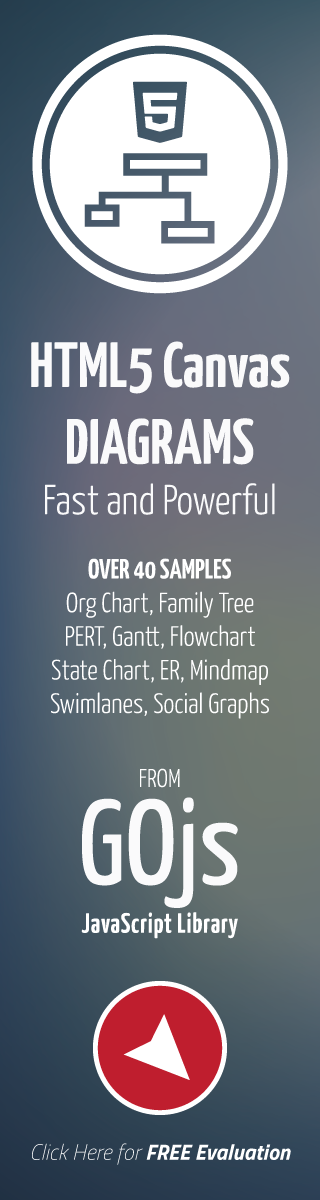 5
HTML5 Canvas
DIAGRAMS
Fast and Powerful
OVER 40 SAMPLES
Org Chart, Family Tree
PERT, Gantt, Flowchart
State Chart, ER, Mindmap
Swimlanes, Social Graphs
FROM
GOjs
JavaScript Library
Click Here for FREE Evaluation